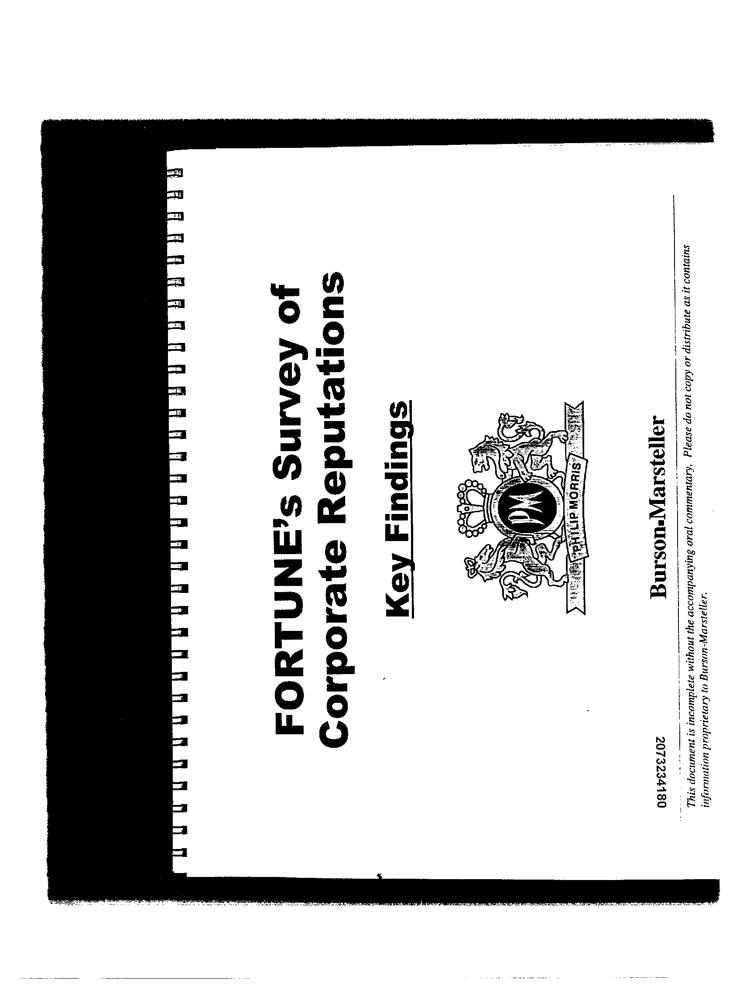 FORTUNE's Survey of
Corporate Reputations
Key Findings
PM
PHILIP MORRIS
Burson-Marsteller
2073234180
This document is incomplete without the accompanying oral commentary. Please do not copy or distribute as it contains
information proprietary to Burson-Marsteller.